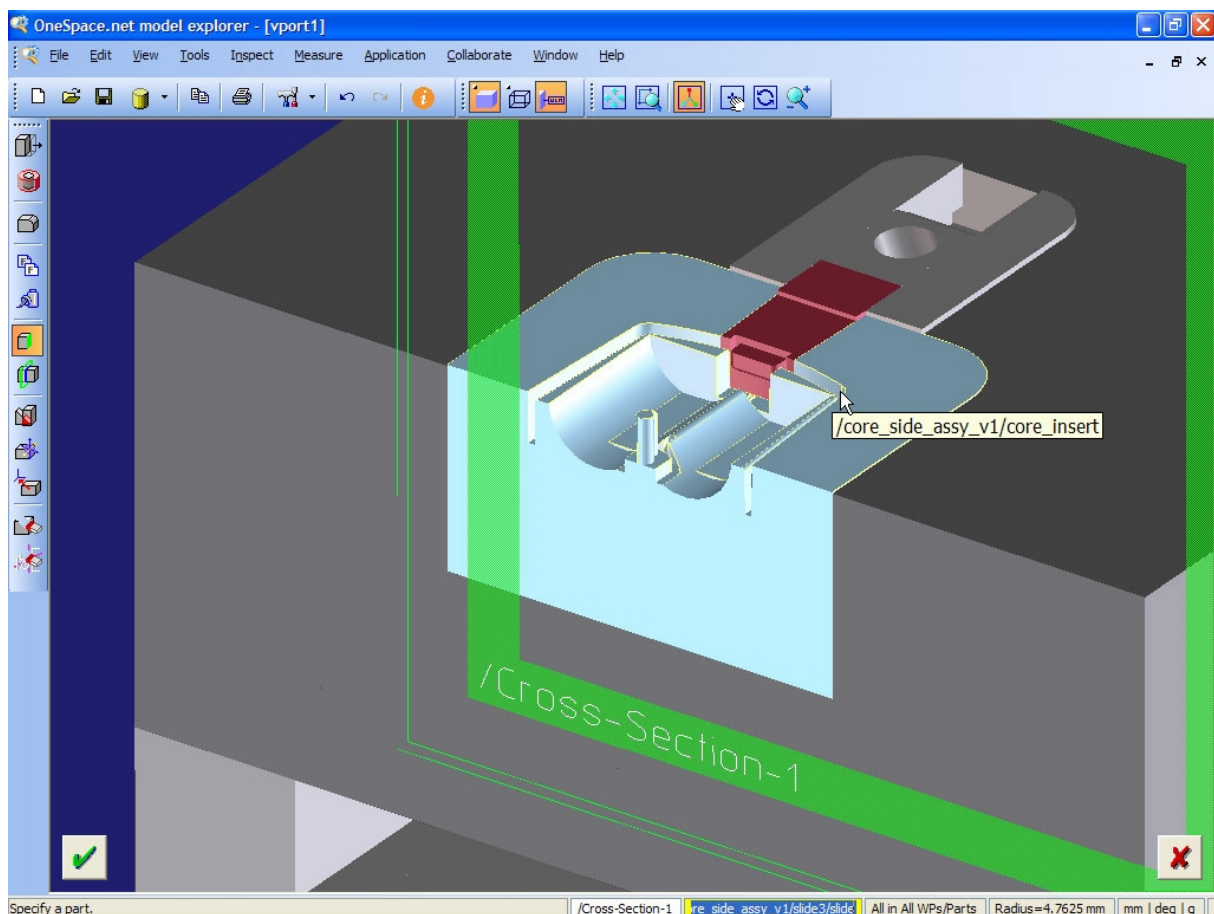 OneSpace.net model explorer - [vport1]
File Edit View Tools Inspect Measure Application Collaborate Window Help
/core_side_assy_v1/core_insert
/Cross-Section-1
Specify a part.
/Cross-Section-1
re_side_assy_v1/slide3/slide
All in All WPs/Parts
Radius=4.7625 mm
mm | deg | g